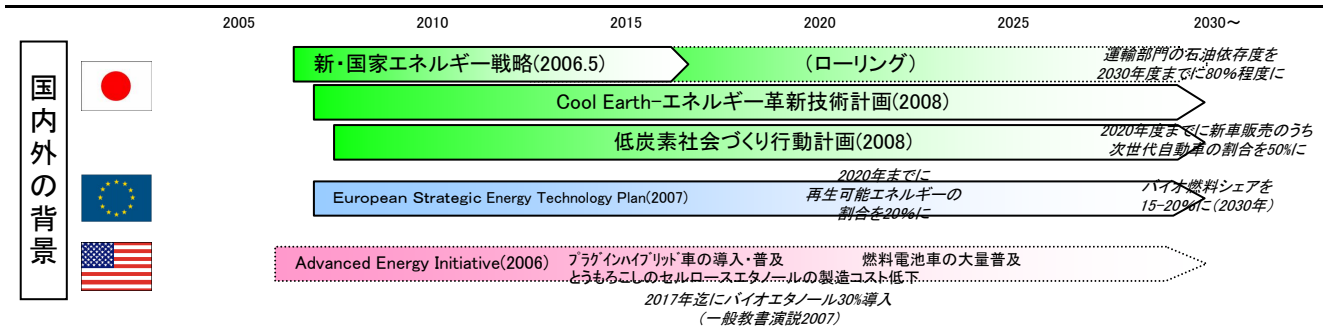 2005 2010 2015 2020 2025 2030~
国内外の背景
新・国家エネルギー戦略(2006.5)
(ローリング)
運輸部門の石油依存度を
2030年度までに80%程度に
Cool Earth-エネルギー革新技術計画(2008)
低炭素社会づくり行動計画(2008)
2020年度までに新車販売のうち
次世代自動車の割合を50%に
European Strategic Energy Technology Plan(2007)
2020年までに
再生可能エネルギーの
割合を20%に
バイオ燃料シェアを
15-20%に(2030年)
Advanced Energy Initiative(2006)
プラグインハイブリッド車の導入・普及
燃料電池車の大量普及
とうもろこしのセルロースエタノールの製造コスト低下
2017年迄にバイオエタノール30%導入
(一般教書演説2007)